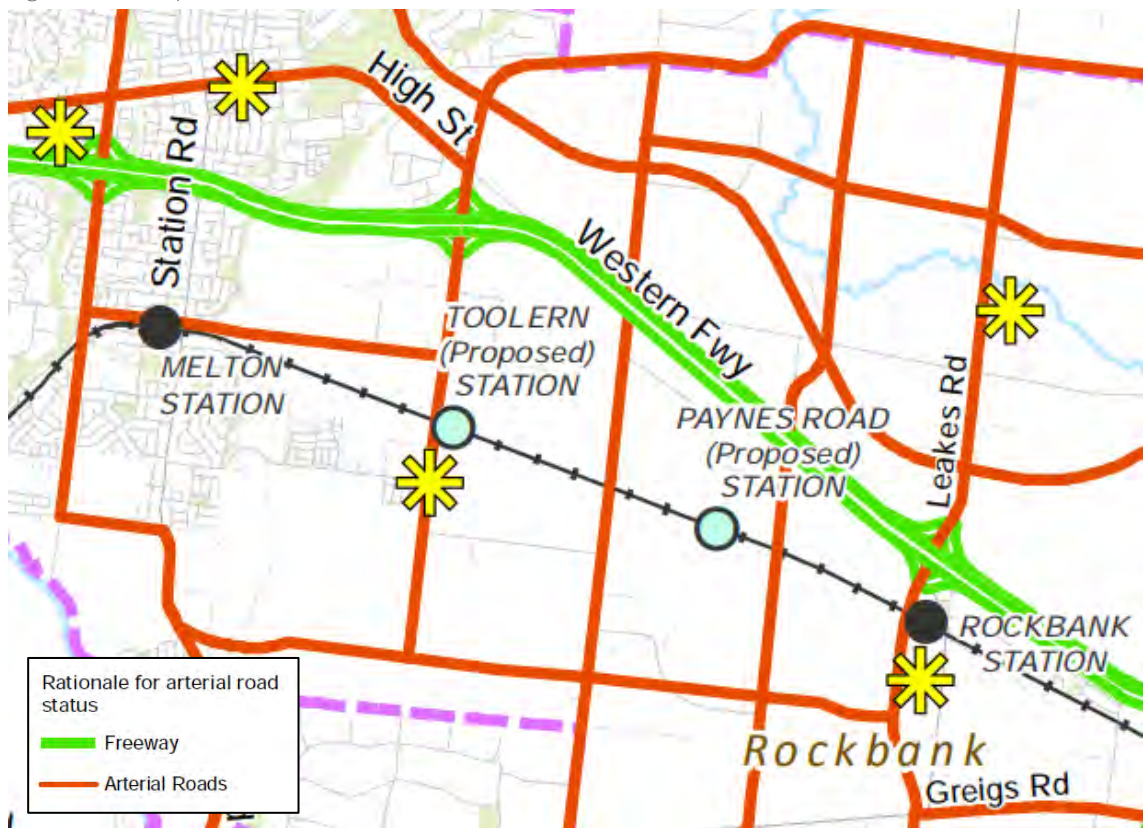 High St
Station Rd
Western Fwy
TOOLERN
(Proposed)
STATION
MELTON
STATION
PAYNES ROAD
(Proposed)
STATION
Leakes Rd
ROCKBANK
STATION
Rationale for arterial road
status
Freeway
Arterial Roads
Rockbank
Greigs Rd